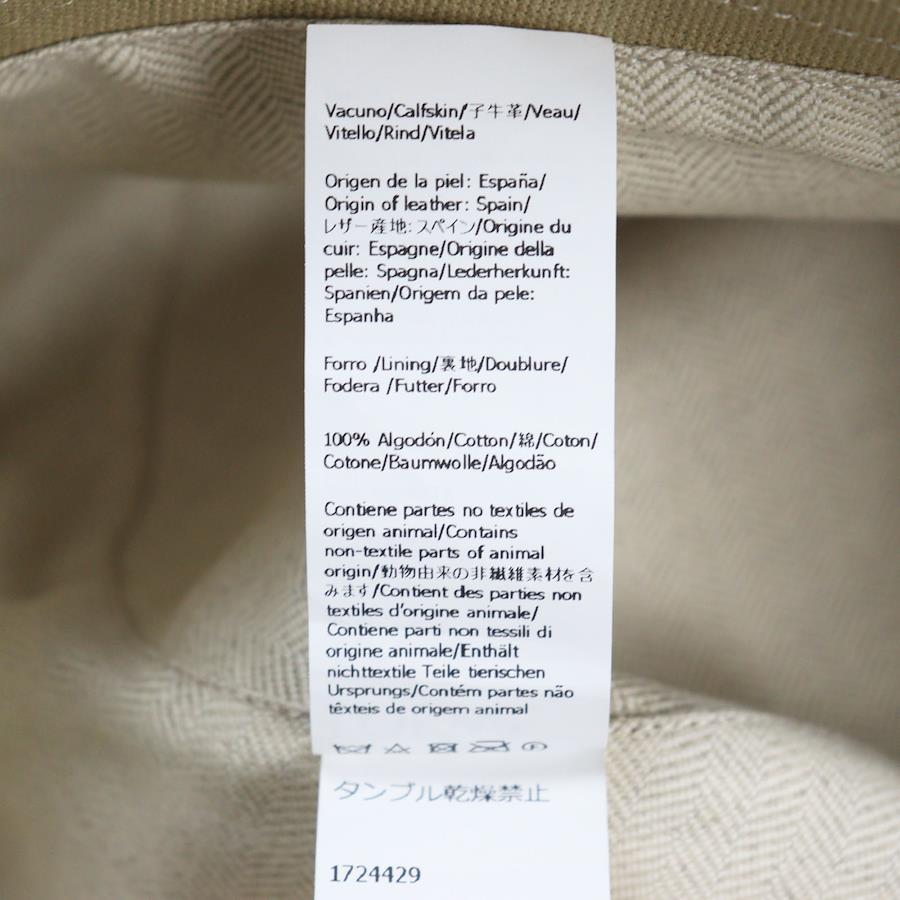 Vacuno/Calfskin/子牛革/Veau/
Vitello/Rind/Vitela
Origen de la piel: España/
Origin of leather: Spain/
レザー産地: スペイン/Origine du
cuir: Espagne/Origine della
pelle: Spagna/Lederherkunft:
Spanien/Origem da pele:
Espanha
Forro /Lining/裏地/Doublure/
Fodera /Futter/Forro
100% Algodón/Cotton/綿/Coton/
Cotone/Baumwolle/Algodão
Contiene partes no textiles de
origen animal/Contains
non-textile parts of animal
origin/動物由来の非繊維素材を含
みます/Contient des parties non
textiles d'origine animale/
Contiene parti non tessili di
origine animale/Enthält
nichttextile Teile tierischen
Ursprungs/Contém partes não
têxteis de origem animal
タンブル乾燥禁止
1724429